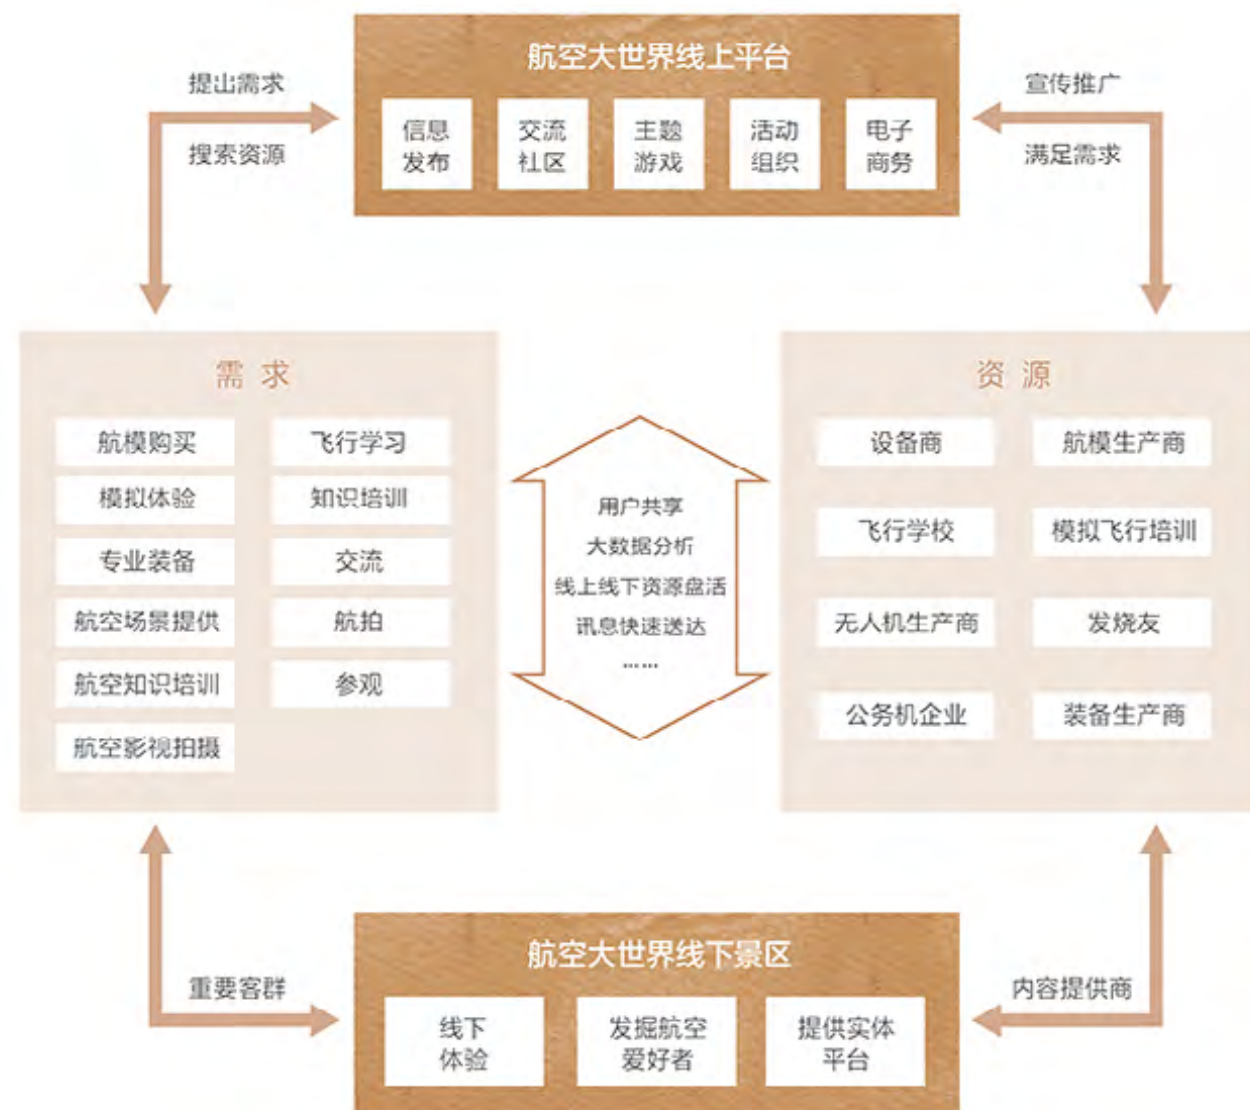 航空大世界线上平台
提出需求
搜索资源
信息
发布
交流
社区
主题
游戏
活动
组织
电子
商务
宣传推广
满足需求
需求
航模购买
飞行学习
模拟体验
知识培训
专业装备
交流
航空场景提供
航拍
航空知识培训
参观
航空影视拍摄
用户共享
大数据分析
线上线下资源盘活
讯息快速送达
……
资源
设备商
航模生产商
飞行学校
模拟飞行培训
无人机生产商
发烧友
公务机企业
装备生产商
重要客群
航空大世界线下景区
线下
体验
发掘航空
爱好者
提供实体
平台
内容提供商